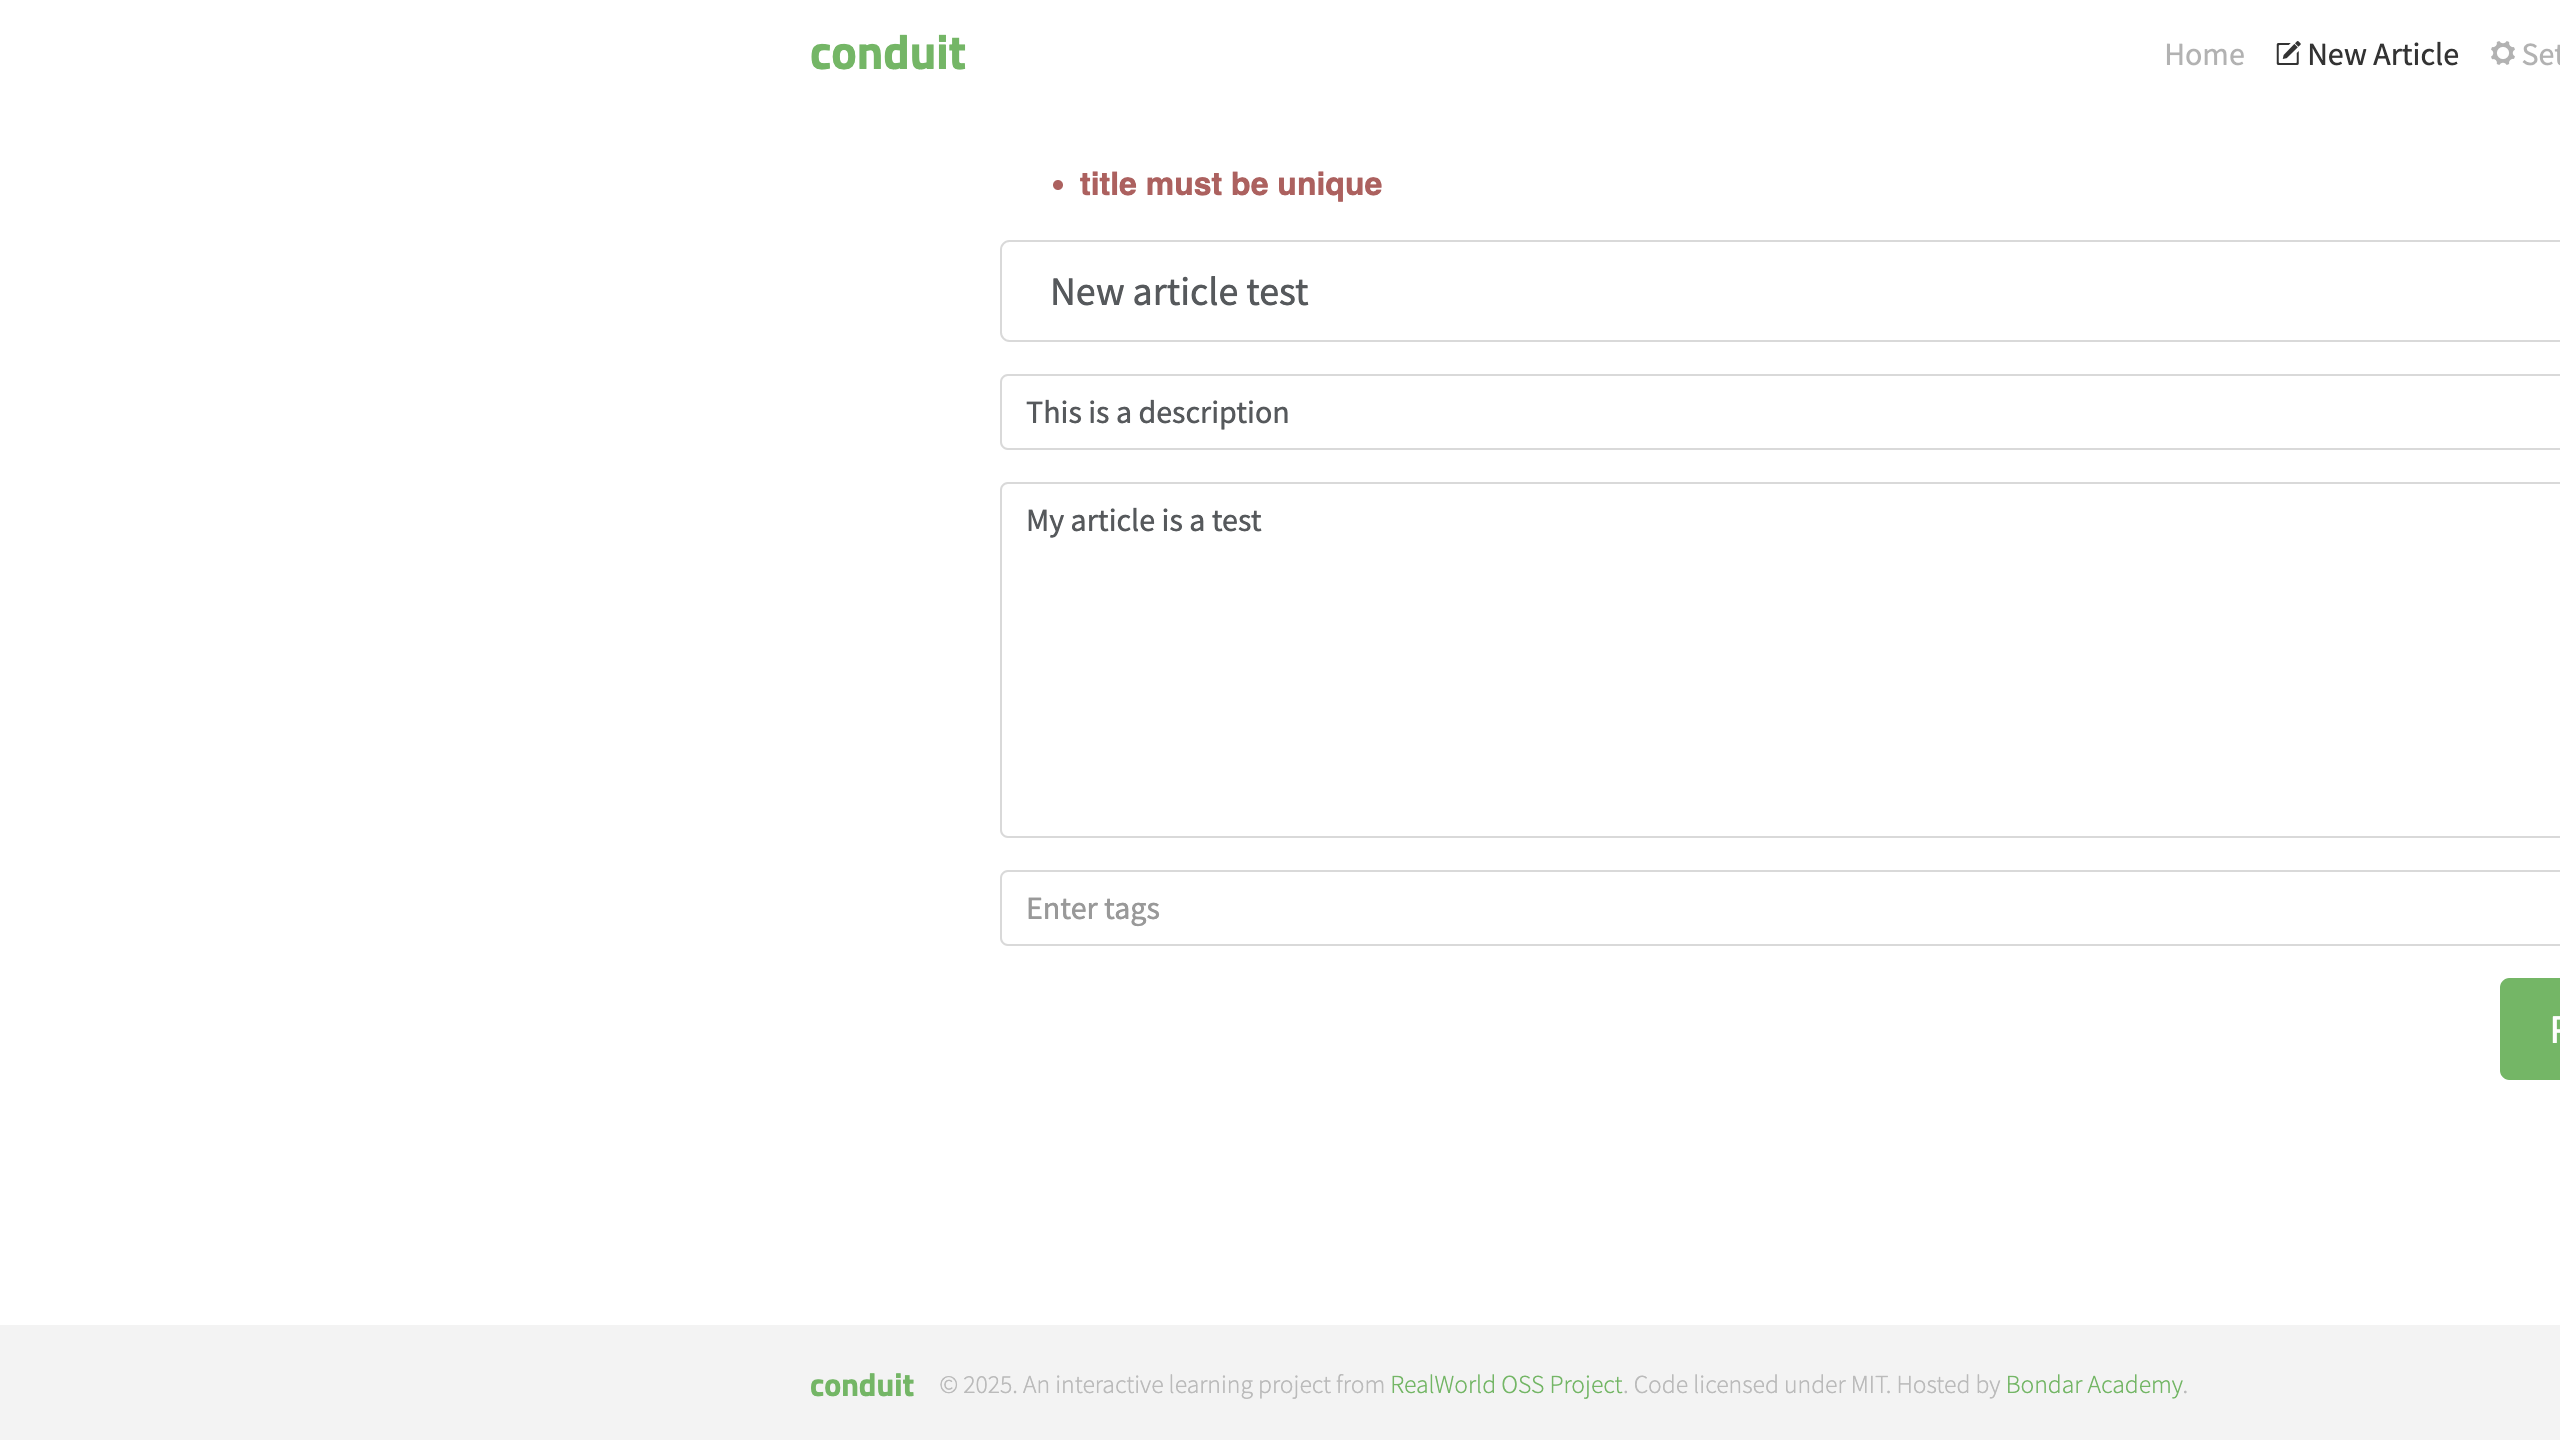 conduit
Home New Article Set
title must be unique
New article test
This is a description
My article is a test
Enter tags
conduit © 2025. An interactive learning project from RealWorld OSS Project. Code licensed under MIT. Hosted by Bondar Academy.